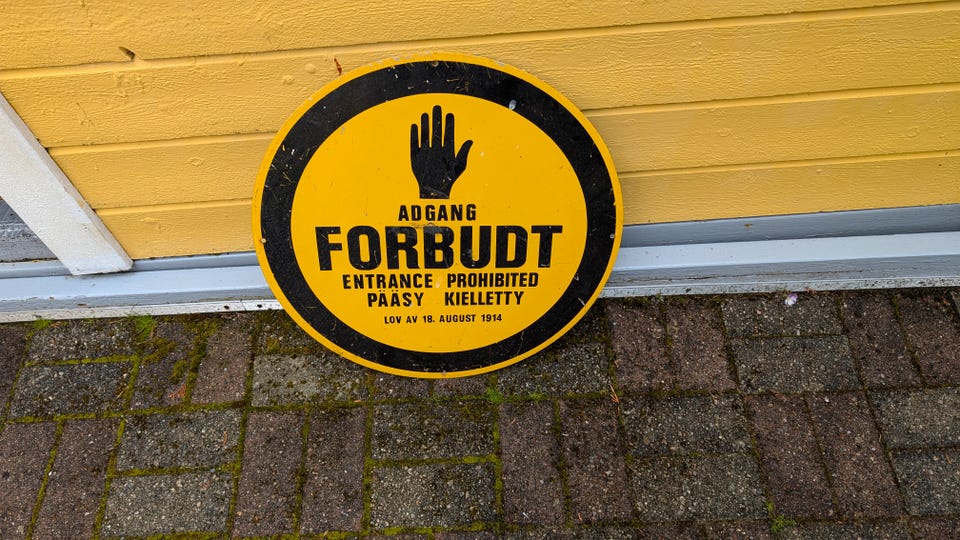 ADGANG
FORBUDT
ENTRANCE PROHIBITED
PÄÄSY KIELLETTY
LOV AV 18. AUGUST 1914